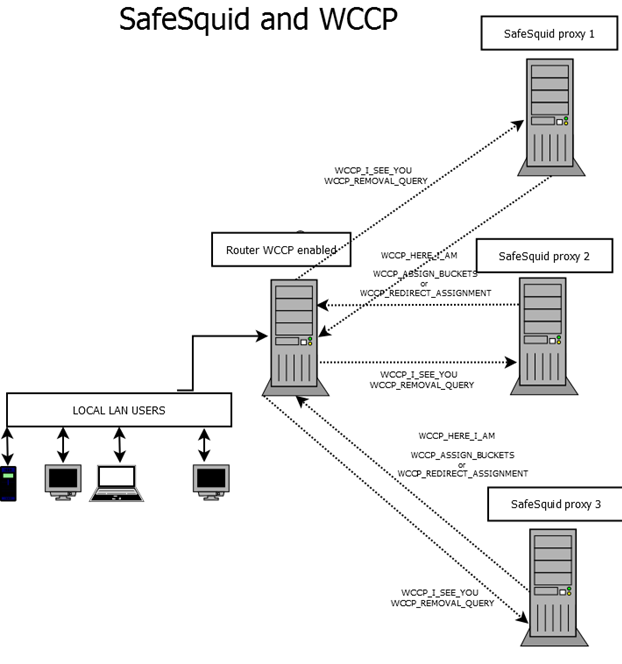 SafeSquid and WCCP
SafeSquid proxy 1
WCCP_I_SEE_YOU
WCCP_REMOVAL_QUERY
Router WCCP enabled
WCCP_HERE_I_AM
SafeSquid proxy 2
WCCP_ASSIGN_BUCKETS
or
WCCP_REDIRECT_ASSIGNMENT
WCCP_I_SEE_YOU
WCCP_REMOVAL_QUERY
LOCAL LAN USERS
WCCP_HERE_I_AM
WCCP_ASSIGN_BUCKETS
or
WCCP_REDIRECT_ASSIGNMENT
SafeSquid proxy 3
WCCP_I_SEE_YOU
WCCP_REMOVAL_QUERY